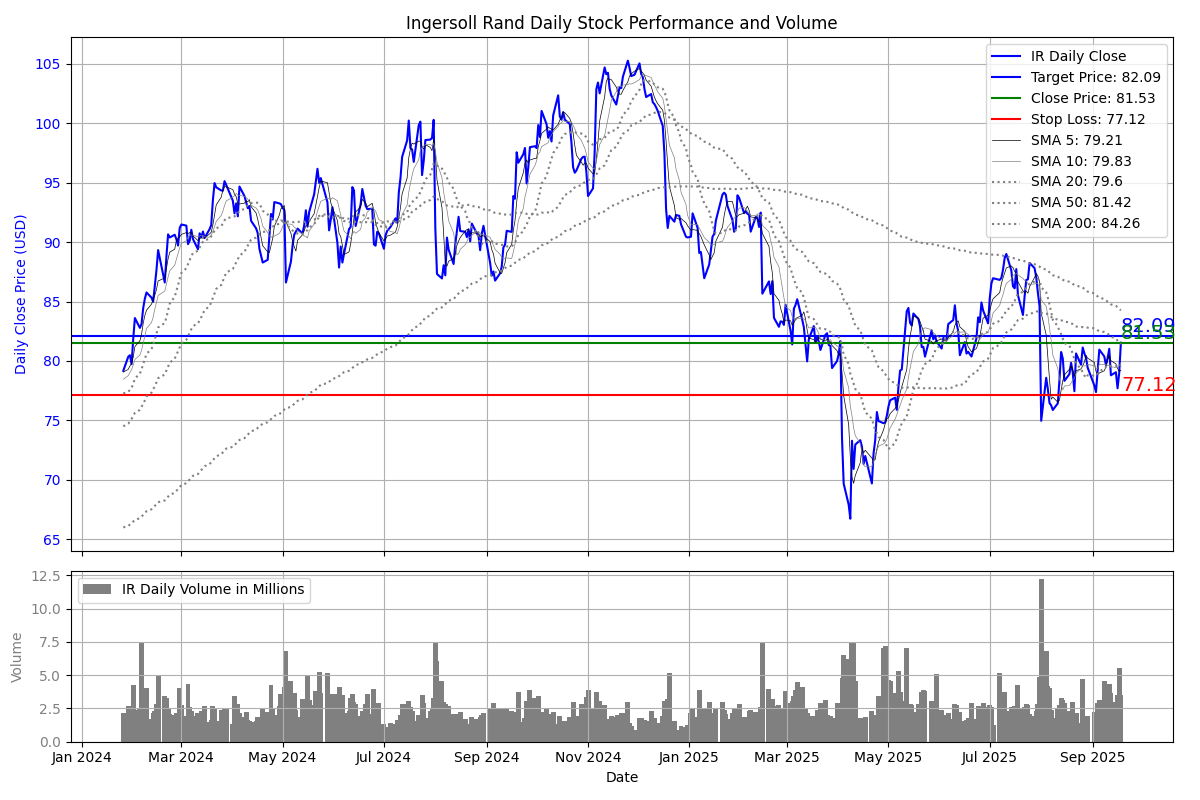 Ingersoll Rand Daily Stock Performance and Volume
IR Daily Close
Target Price: 82.09
Close Price: 81.53
Stop Loss: 77.12
SMA 5: 79.21
SMA 10: 79.83
SMA 20: 79.6
SMA 50: 81.42
SMA 200: 84.26
Daily Close Price (USD)
105
100
95
90
85
80
75
70
65
82.09
81.53
77.12
IR Daily Volume in Millions
Volume
12.5
10.0
7.5
5.0
2.5
0.0
Jan 2024 Mar 2024 May 2024 Jul 2024 Sep 2024 Nov 2024 Jan 2025 Mar 2025 May 2025 Jul 2025 Sep 2025
Date